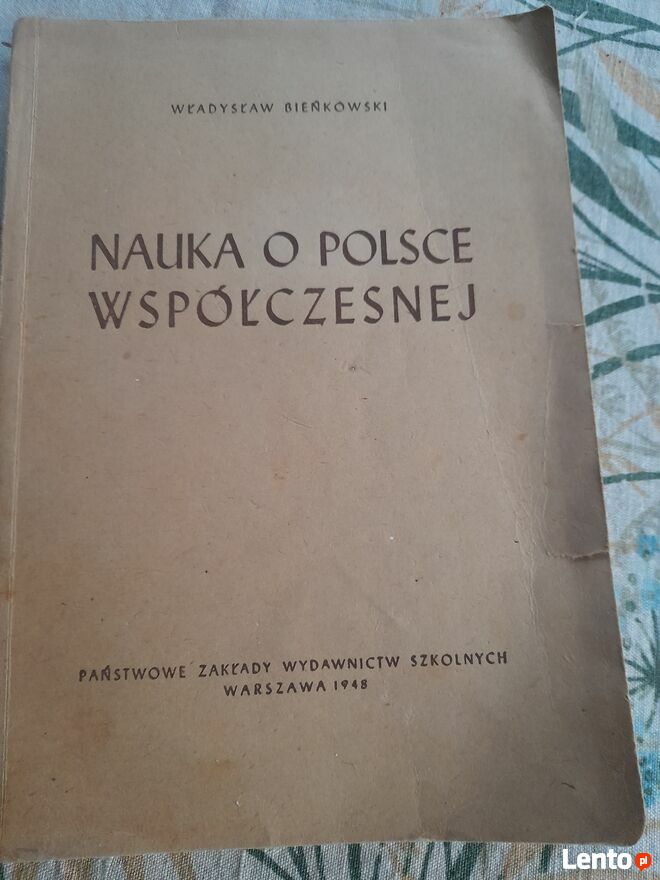 WŁADYSŁAW BIEŃKOWSKI
NAUKA O POLSCE
WSPÓŁCZESNEJ
PAŃSTWOWE ZAKŁADY WYDAWNICTW SZKOLNYCH
WARSZAWA 1948
Lento.pl